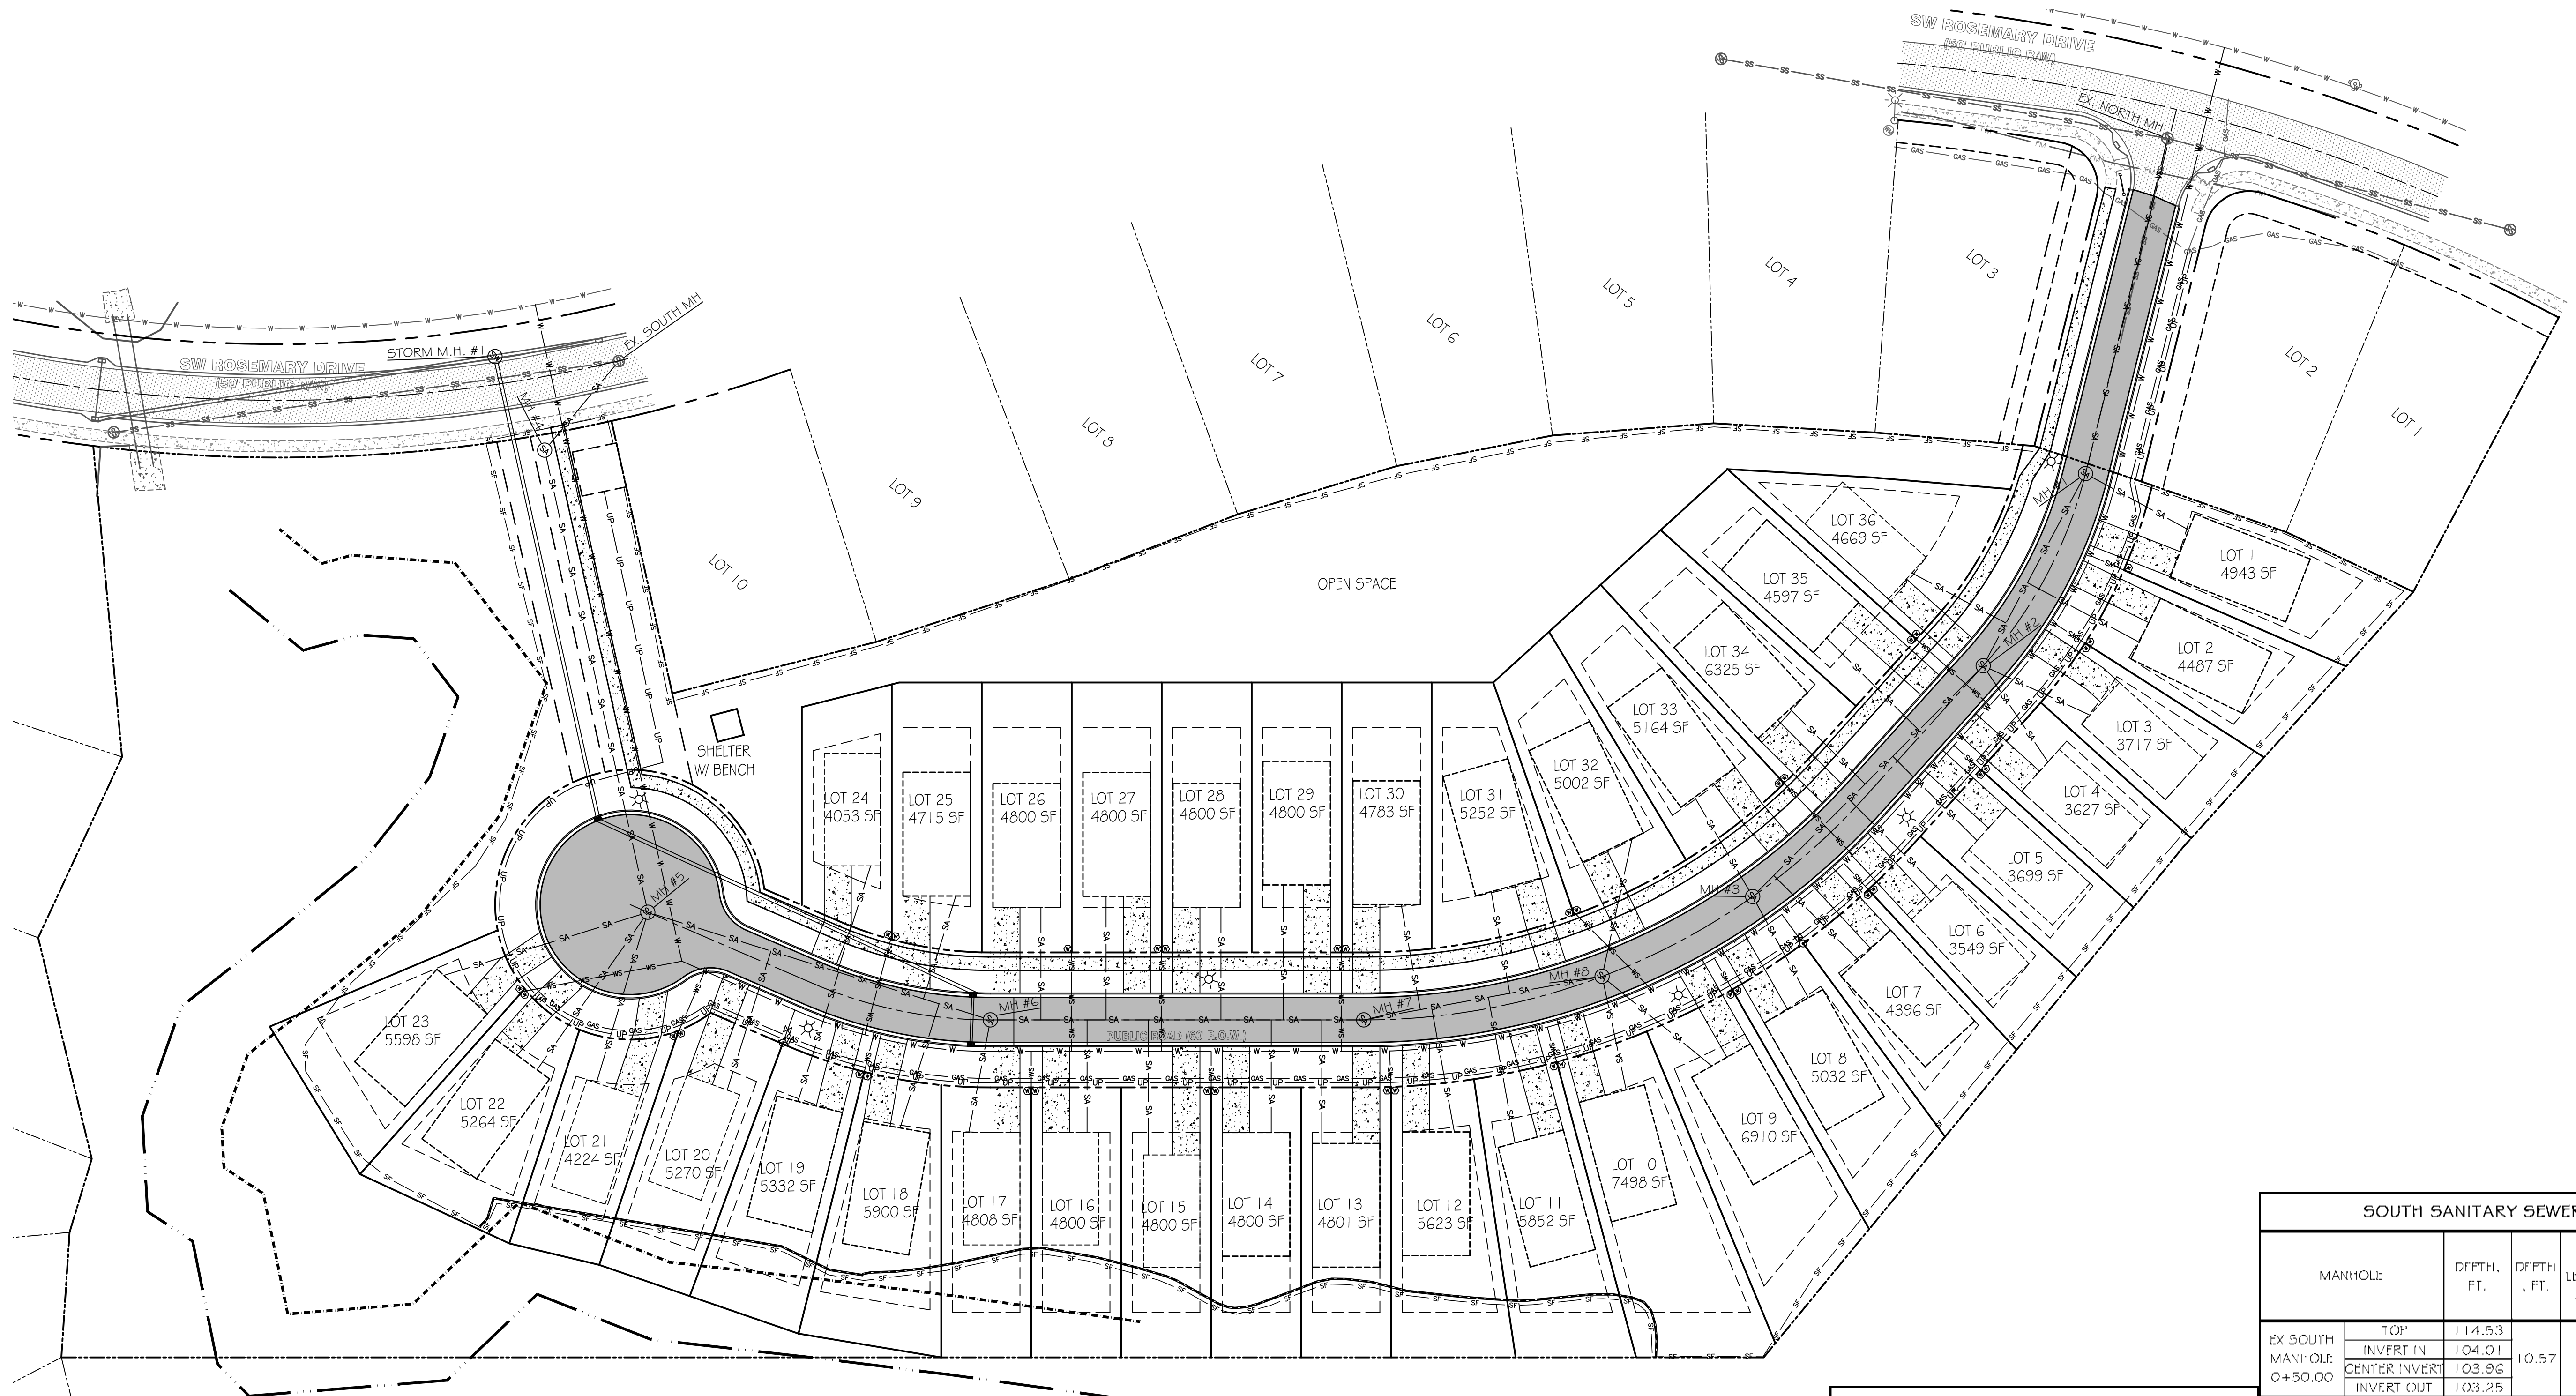 SW ROSEMARY DRIVE
(50' PUBLIC R/W)
EX. NORTH MH
SW ROSEMARY DRIVE
(50' PUBLIC R/W)
STORM M.H. #1
EX. SOUTH MH
MH #4
LOT 10
LOT 9
LOT 8
LOT 7
LOT 6
LOT 5
LOT 4
LOT 3
LOT 2
LOT 1
OPEN SPACE
SHELTER
W/ BENCH
LOT 36
4669 SF
LOT 35
4597 SF
LOT 34
6325 SF
LOT 33
5164 SF
LOT 32
5002 SF
LOT 31
5252 SF
LOT 30
4783 SF
LOT 29
4800 SF
LOT 28
4800 SF
LOT 27
4800 SF
LOT 26
4800 SF
LOT 25
4715 SF
LOT 24
4053 SF
LOT 1
4943 SF
LOT 2
4487 SF
LOT 3
3717 SF
LOT 4
3627 SF
LOT 5
3699 SF
LOT 6
3549 SF
LOT 7
4396 SF
LOT 8
5032 SF
LOT 9
6910 SF
LOT 10
7498 SF
LOT 11
5852 SF
LOT 12
5623 SF
LOT 13
4801 SF
LOT 14
4800 SF
LOT 15
4800 SF
LOT 16
4800 SF
LOT 17
4808 SF
LOT 18
5900 SF
LOT 19
5332 SF
LOT 20
5270 SF
LOT 21
4224 SF
LOT 22
5264 SF
LOT 23
5598 SF
MH #2
MH #3
MH #5
MH #6
MH #7
MH #8
PUBLIC ROAD (60' R.O.W.)
SOUTH SANITARY SEWER
MANHOLE
DEPTH, FT.
DEPTH, FT.
EX SOUTH MANHOLE 0+50.00
TOP 114.53
INVERT IN 104.01
CENTER INVERT 103.96
INVERT OUT 103.25
10.57